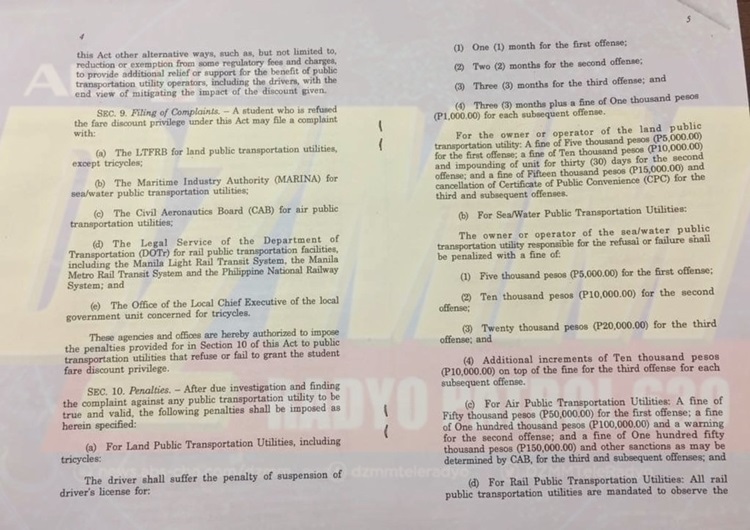 4
this Act other alternative ways, such as, but not limited to,
reduction or exemption from some regulatory fees and charges,
to provide additional relief or support for the benefit of public
transportation utility operators, including the drivers, with the
end view of mitigating the impact of the discount given.
SEC. 9. Filing of Complaints. – A student who is refused
the fare discount privilege under this Act may file a complaint
with:
(a) The LTFRB for land public transportation utilities,
except tricycles;
(b) The Maritime Industry Authority (MARINA) for
sea/water public transportation utilities;
(c) The Civil Aeronautics Board (CAB) for air public
transportation utilities;
(d) The Legal Service of the Department of
Transportation (DOTr) for rail public transportation facilities,
including the Manila Light Rail Transit System, the Manila
Metro Rail Transit System and the Philippine National Railway
System; and
(e) The Office of the Local Chief Executive of the local
government unit concerned for tricycles.
These agencies and offices are hereby authorized to impose
the penalties provided for in Section 10 of this Act to public
transportation utilities that refuse or fail to grant the student
fare discount privilege.
SEC. 10. Penalties. – After due investigation and finding
the complaint against any public transportation utility to be
true and valid, the following penalties shall be imposed as
herein specified:
(a) For Land Public Transportation Utilities, including
tricycles:
The driver shall suffer the penalty of suspension of
driver's license for:
5
(1) One (1) month for the first offense;
(2) Two (2) months for the second offense;
(3) Three (3) months for the third offense; and
(4) Three (3) months plus a fine of One thousand pesos
(P1,000.00) for each subsequent offense.
For the owner or operator of the land public
transportation utility: A fine of Five thousand pesos (P5,000.00)
for the first offense; a fine of Ten thousand pesos (P10,000.00)
and impounding of unit for thirty (30) days for the second
offense; and a fine of Fifteen thousand pesos (P15,000.00) and
cancellation of Certificate of Public Convenience (CPC) for the
third and subsequent offenses.
(b) For Sea/Water Public Transportation Utilities:
The owner or operator of the sea/water public
transportation utility responsible for the refusal or failure shall
be penalized with a fine of:
(1) Five thousand pesos (P5,000.00) for the first offense;
(2) Ten thousand pesos (P10,000.00) for the second
offense;
(3) Twenty thousand pesos (P20,000.00) for the third
offense; and
(4) Additional increments of Ten thousand pesos
(P10,000.00) on top of the fine for the third offense for each
subsequent offense.
(c) For Air Public Transportation Utilities: A fine of
Fifty thousand pesos (P50,000.00) for the first offense; a fine
of One hundred thousand pesos (P100,000.00) and a warning
for the second offense; and a fine of One hundred fifty
thousand pesos (P150,000.00) and other sanctions as may be
determined by CAB, for the third and subsequent offenses; and
(d) For Rail Public Transportation Utilities: All rail
public transportation utilities are mandated to observe the
DZMM
RADYO PATROL 630
dzmmteleradyo